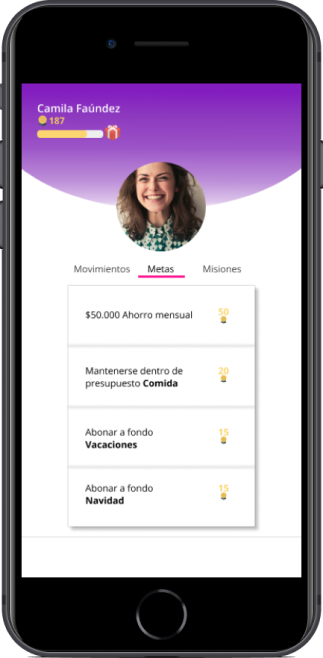 Camila Faúndez
187
Movimientos Metas Misiones
$50.000 Ahorro mensual
50
Mantenerse dentro de
presupuesto Comida
20
Abonar a fondo
Vacaciones
15
Abonar a fondo
Navidad
15